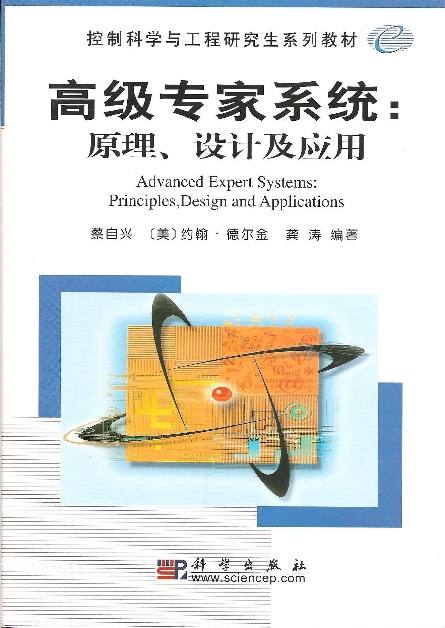 控制科学与工程研究生系列教材
高级专家系统：
原理、设计及应用
Advanced Expert Systems:
Principles,Design and Applications
蔡自兴 〔美〕约翰·德尔金 龚 涛 编著
科学出版社
www.sciencep.com